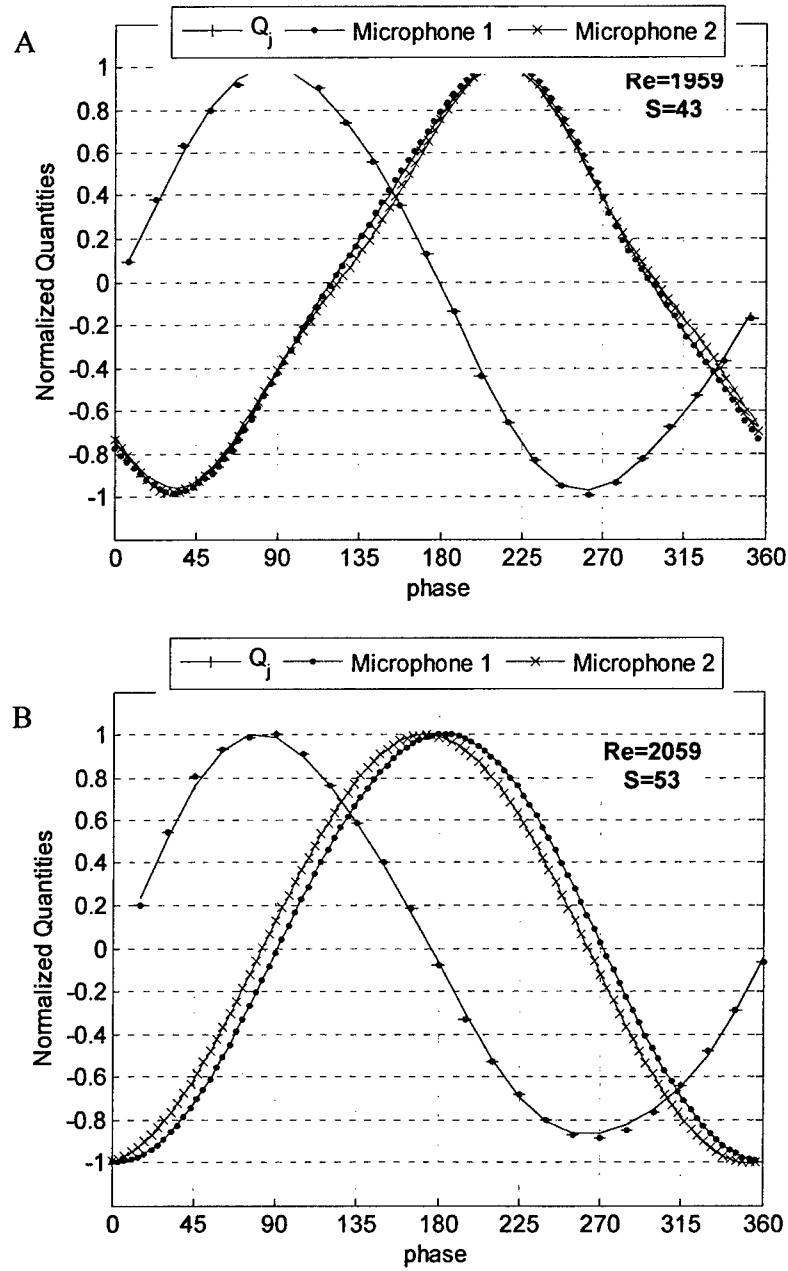 A
Q_j Microphone 1 Microphone 2
Re=1959
S=43
1
0.8
0.6
0.4
0.2
0
-0.2
-0.4
-0.6
-0.8
-1
Normalized Quantities
0 45 90 135 180 225 270 315 360
phase
B
Q_j Microphone 1 Microphone 2
Re=2059
S=53
1
0.8
0.6
0.4
0.2
0
-0.2
-0.4
-0.6
-0.8
-1
Normalized Quantities
0 45 90 135 180 225 270 315 360
phase